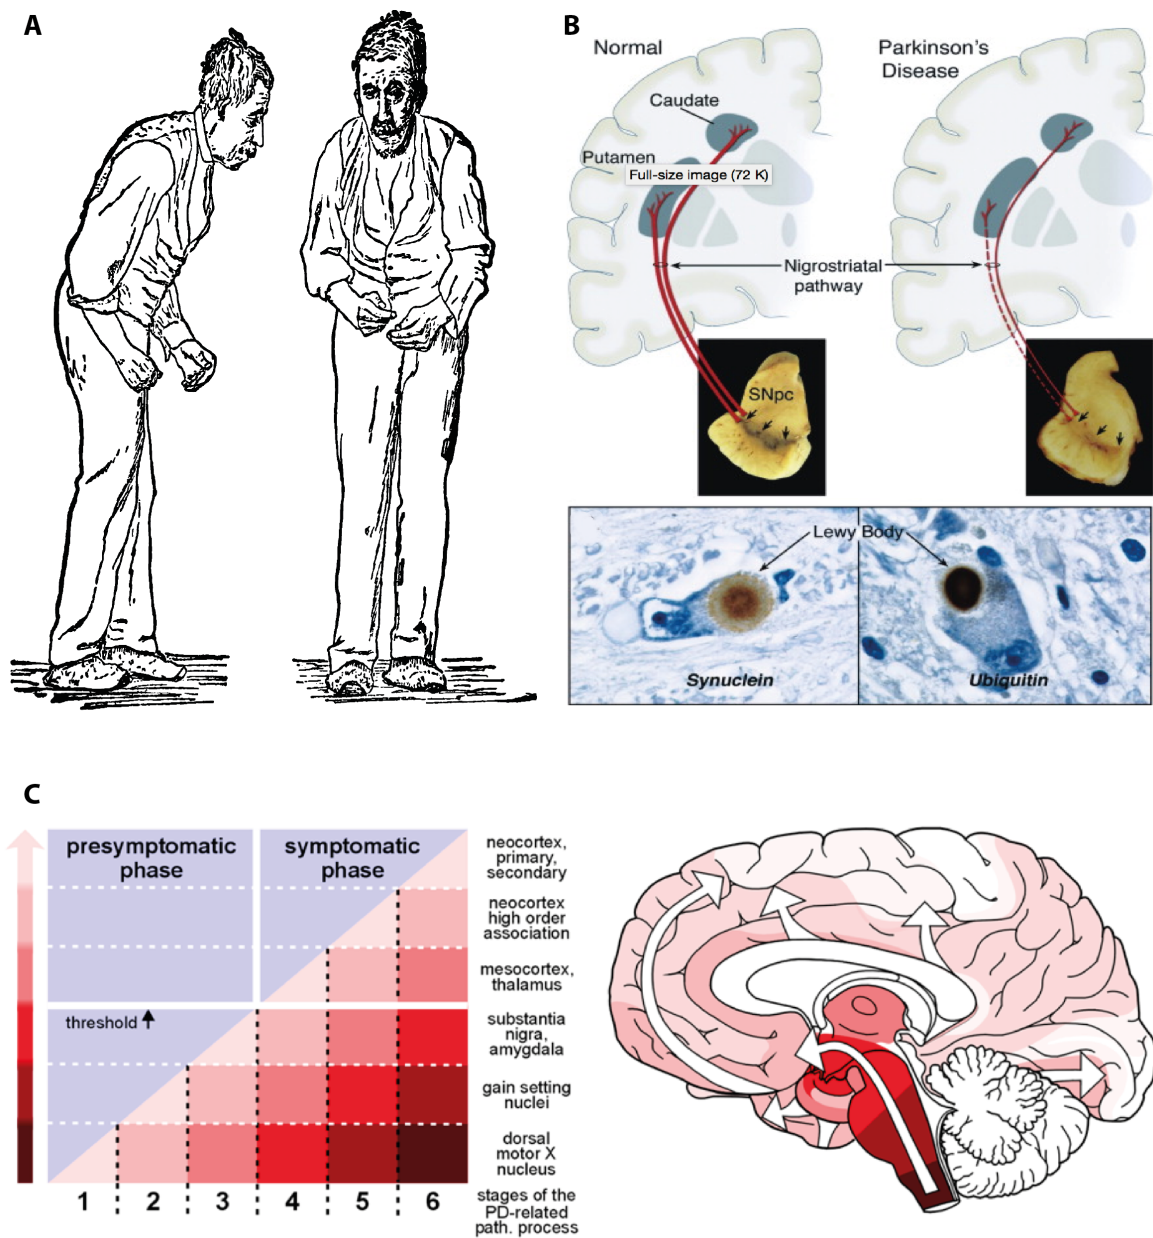 A
B
Normal
Parkinson's
Disease
Caudate
Putamen
Full-size image (72 K)
Nigrostriatal
pathway
SNpc
Lewy Body
Synuclein
Ubiquitin
C
presymptomatic
phase
symptomatic
phase
threshold
neocortex,
primary,
secondary
neocortex
high order
association
mesocortex,
thalamus
substantia
nigra,
amygdala
gain setting
nuclei
dorsal
motor X
nucleus
1 2 3 4 5 6
stages of the
PD-related
path. process